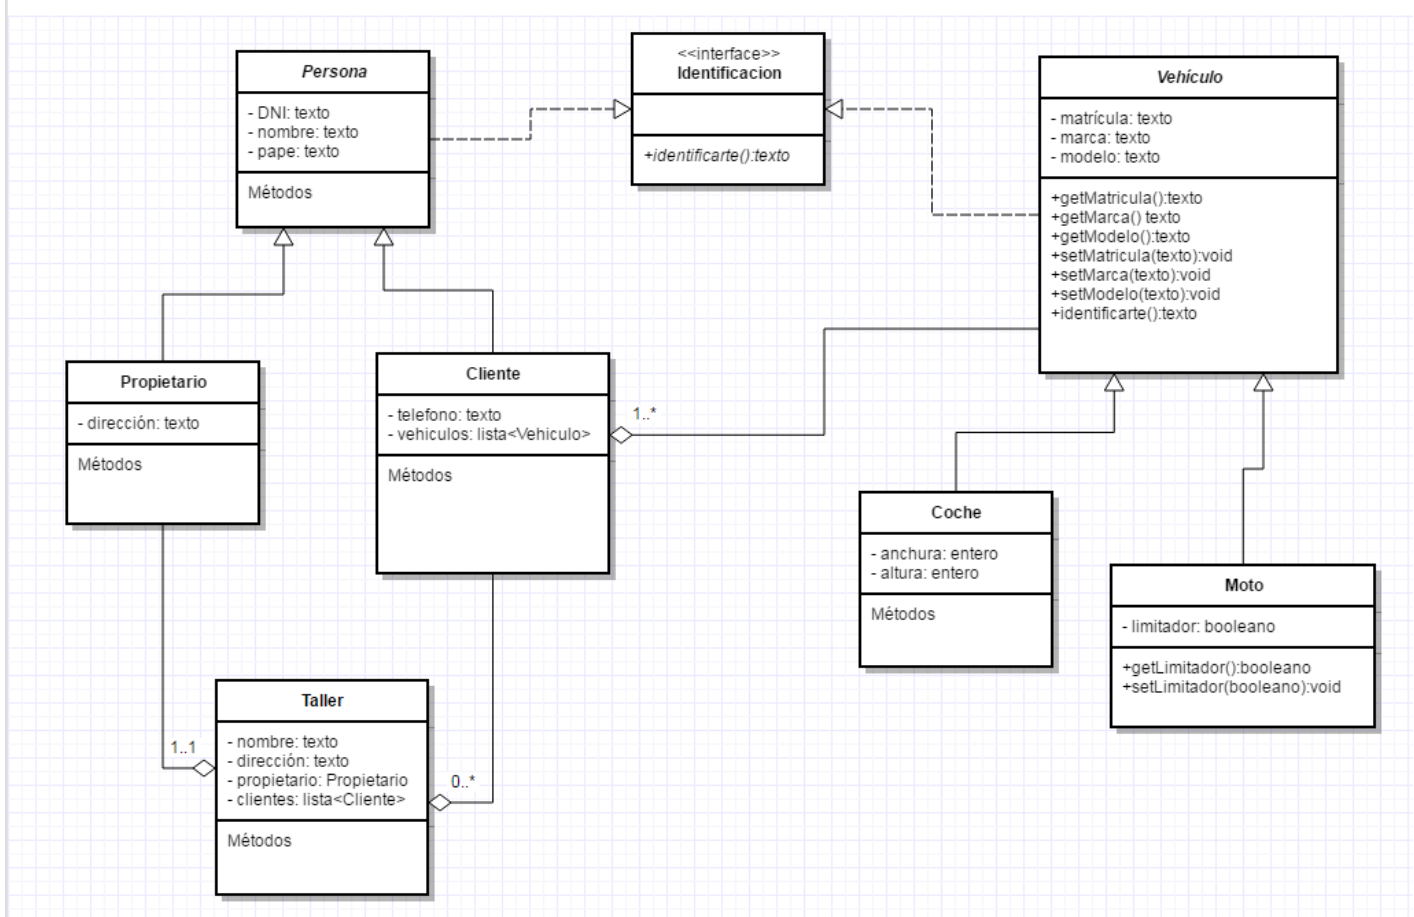 Persona
- DNI: texto
- nombre: texto
- pape: texto
Métodos
<<interface>>
Identificacion
+identificarte():texto
Vehículo
- matrícula: texto
- marca: texto
- modelo: texto
+getMatricula():texto
+getMarca() texto
+getModelo():texto
+setMatricula(texto):void
+setMarca(texto):void
+setModelo(texto):void
+identificarte():texto
Propietario
- dirección: texto
Métodos
Cliente
- telefono: texto
- vehiculos: lista<Vehiculo>
Métodos
1..*
Coche
- anchura: entero
- altura: entero
Métodos
Moto
- limitador: booleano
+getLimitador():booleano
+setLimitador(booleano):void
Taller
- nombre: texto
- dirección: texto
- propietario: Propietario
- clientes: lista<Cliente>
Métodos
1..1
0..*